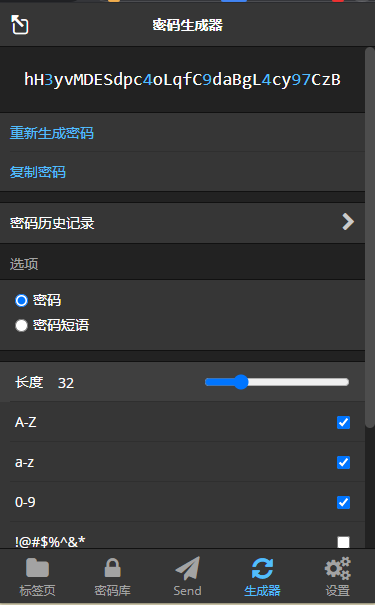 密码生成器
hH3yvMDESdpc4oLqfC9daBgL4cy97CzB
重新生成密码
复制密码
密码历史记录
选项
密码
密码短语
长度 32
A-Z
a-z
0-9
!@#$%^&*
标签页 密码库 Send 生成器 设置